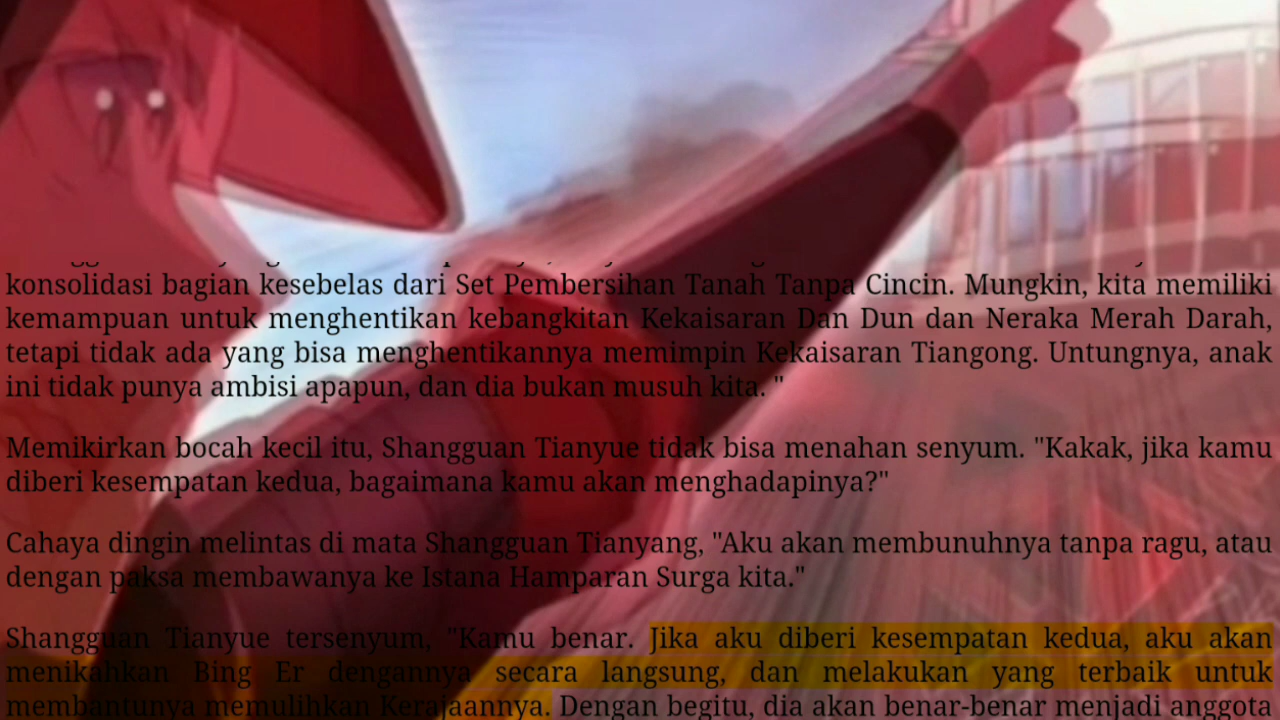 konsolidasi bagian kesebelas dari Set Pembersihan Tanah Tanpa Cincin. Mungkin, kita memiliki
kemampuan untuk menghentikan kebangkitan Kekaisaran Dan Dun dan Neraka Merah Darah,
tetapi tidak ada yang bisa menghentikannya memimpin Kekaisaran Tiangong. Untungnya, anak
ini tidak punya ambisi apapun, dan dia bukan musuh kita. "
Memikirkan bocah kecil itu, Shangguan Tianyue tidak bisa menahan senyum. "Kakak, jika kamu
diberi kesempatan kedua, bagaimana kamu akan menghadapinya?"
Cahaya dingin melintas di mata Shangguan Tianyang, "Aku akan membunuhnya tanpa ragu, atau
dengan paksa membawanya ke Istana Hamparan Surga kita."
Shangguan Tianyue tersenyum, "Kamu benar. Jika aku diberi kesempatan kedua, aku akan
menikahkan Bing Er dengannya secara langsung, dan melakukan yang terbaik untuk
membantunya memulihkan Kerajaannya. Dengan begitu, dia akan benar-benar menjadi anggota